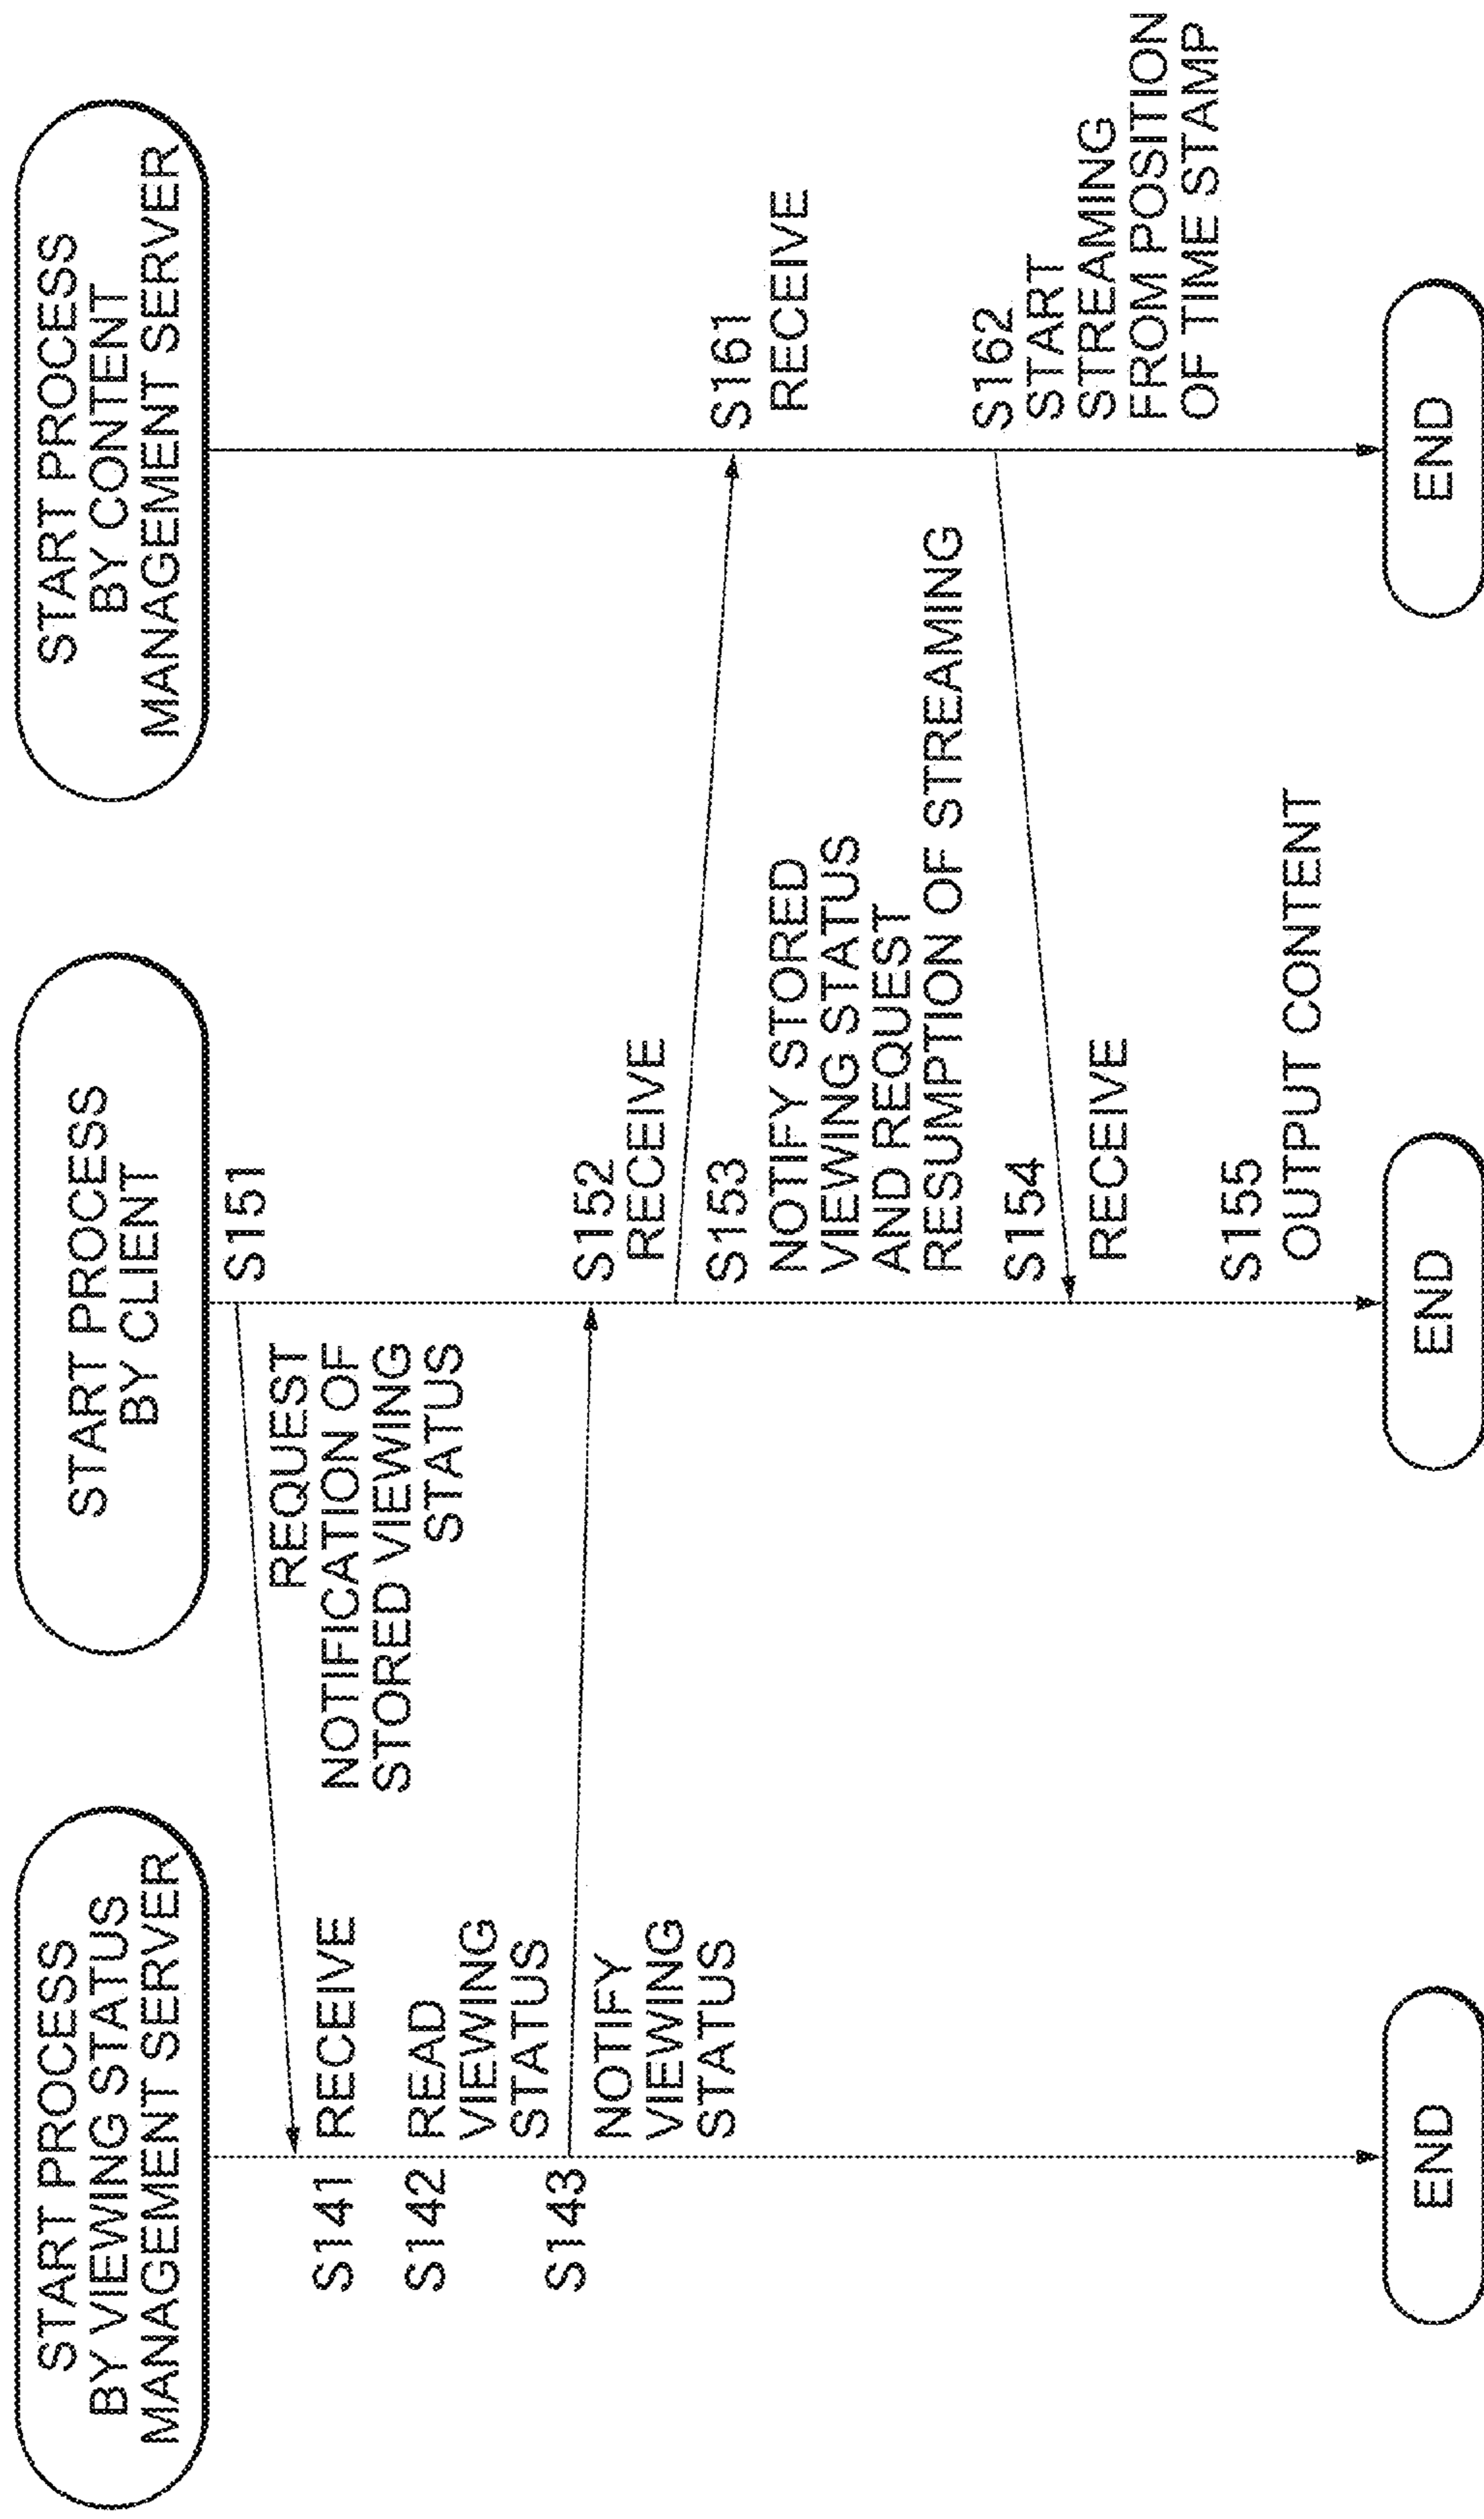 START PROCESS
BY VIEWING STATUS
MANAGEMENT SERVER
START PROCESS
BY CLIENT
START PROCESS
BY CONTENT
MANAGEMENT SERVER
S151
REQUEST
NOTIFICATION OF
STORED VIEWING
STATUS
S141
RECEIVE
S142
READ
VIEWING
STATUS
S143
NOTIFY
VIEWING
STATUS
S152
RECEIVE
S153
NOTIFY STORED
VIEWING STATUS
AND REQUEST
RESUMPTION OF STREAMING
S161
RECEIVE
S162
START
STREAMING
FROM POSITION
OF TIME STAMP
S154
RECEIVE
S155
OUTPUT CONTENT
END
END
END